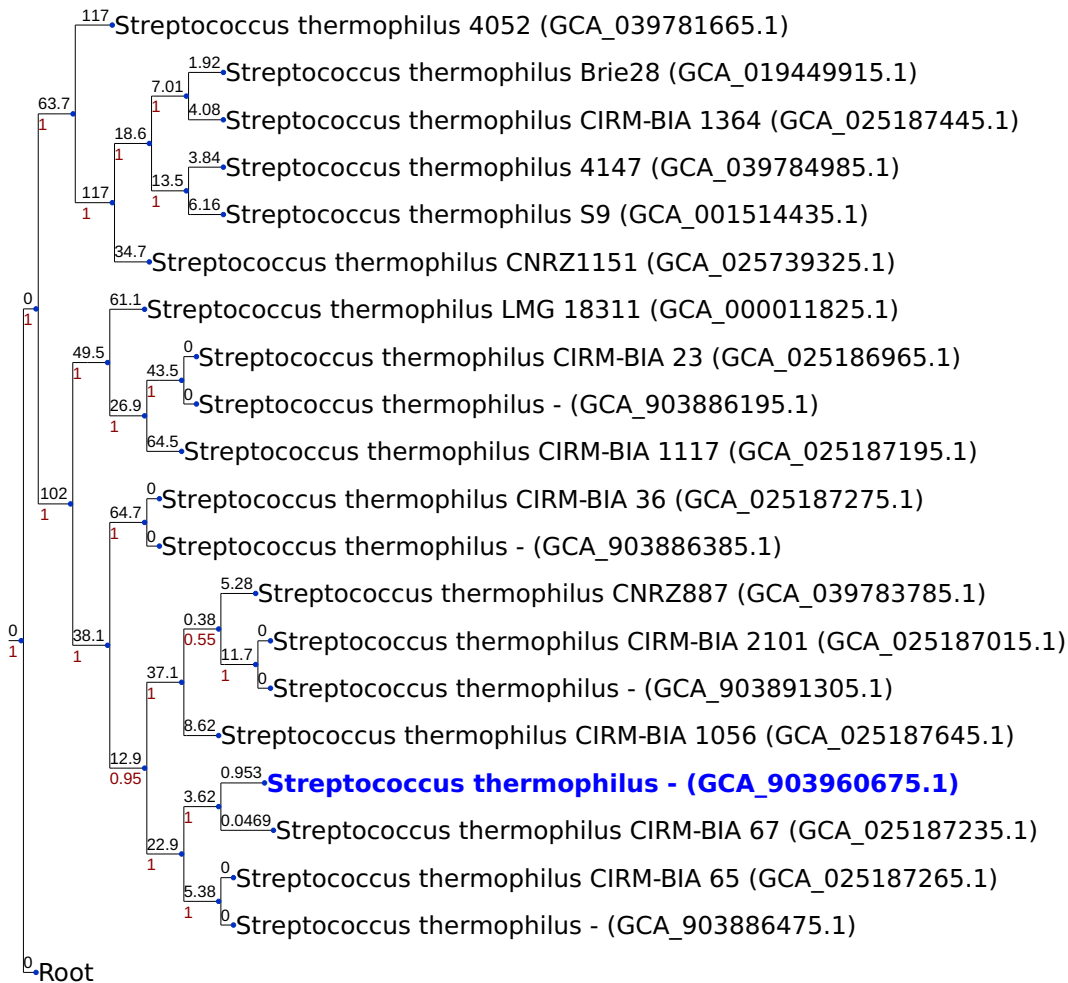 117
Streptococcus thermophilus 4052 (GCA_039781665.1)
1.92
Streptococcus thermophilus Brie28 (GCA_019449915.1)
7.01
1
63.7
1
4.08
Streptococcus thermophilus CIRM-BIA 1364 (GCA_025187445.1)
18.6
1
3.84
Streptococcus thermophilus 4147 (GCA_039784985.1)
13.5
1
117
1
6.16
Streptococcus thermophilus S9 (GCA_001514435.1)
34.7
Streptococcus thermophilus CNRZ1151 (GCA_025739325.1)
0
1
61.1
Streptococcus thermophilus LMG 18311 (GCA_000011825.1)
49.5
1
0
Streptococcus thermophilus CIRM-BIA 23 (GCA_025186965.1)
43.5
1
0
Streptococcus thermophilus - (GCA_903886195.1)
26.9
1
64.5
Streptococcus thermophilus CIRM-BIA 1117 (GCA_025187195.1)
102
1
0
Streptococcus thermophilus CIRM-BIA 36 (GCA_025187275.1)
64.7
1
0
Streptococcus thermophilus - (GCA_903886385.1)
5.28
Streptococcus thermophilus CNRZ887 (GCA_039783785.1)
0.38
0.55
0
1
38.1
1
0
Streptococcus thermophilus CIRM-BIA 2101 (GCA_025187015.1)
11.7
1
0
Streptococcus thermophilus - (GCA_903891305.1)
37.1
1
8.62
Streptococcus thermophilus CIRM-BIA 1056 (GCA_025187645.1)
12.9
0.95
0.953
Streptococcus thermophilus - (GCA_903960675.1)
3.62
1
0.0469
Streptococcus thermophilus CIRM-BIA 67 (GCA_025187235.1)
22.9
1
0
Streptococcus thermophilus CIRM-BIA 65 (GCA_025187265.1)
5.38
1
0
Streptococcus thermophilus - (GCA_903886475.1)
0
Root